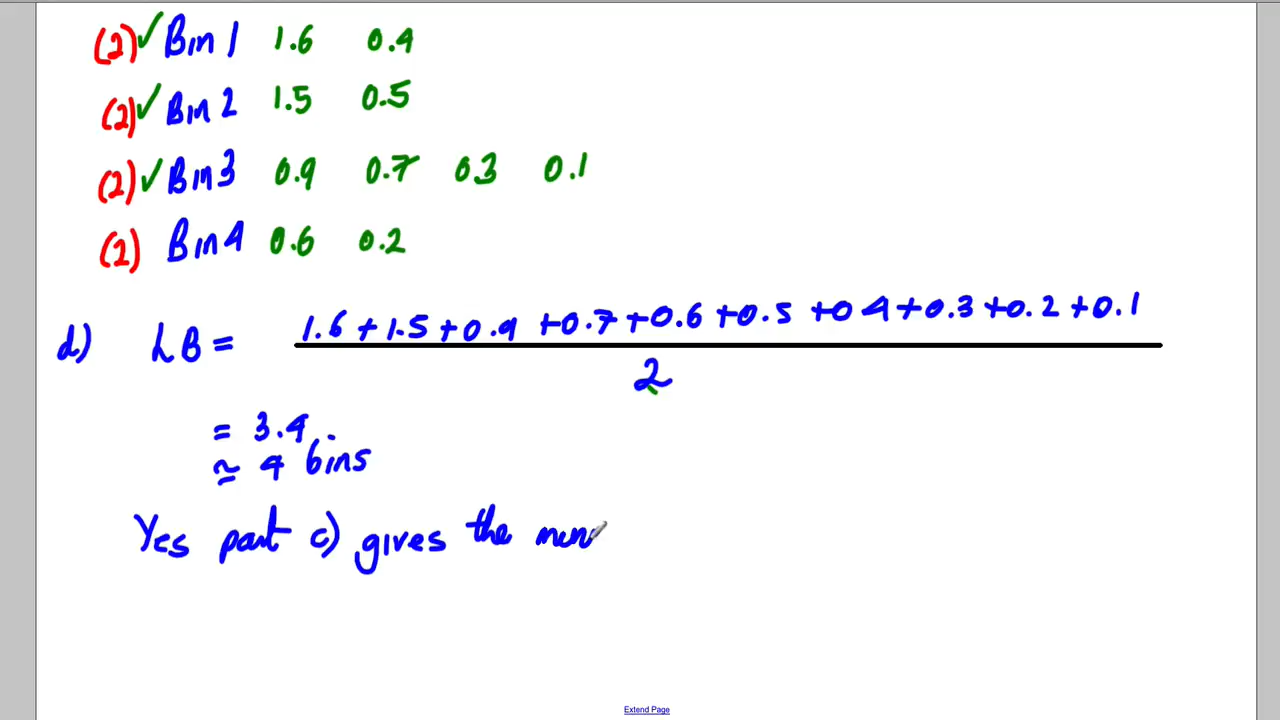 (2) ✓ Bin 1 1.6 0.4
(2) ✓ Bin 2 1.5 0.5
(2) ✓ Bin 3 0.9 0.7 0.3 0.1
(2) Bin 4 0.6 0.2
d) LB = 1.6 + 1.5 + 0.9 + 0.7 + 0.6 + 0.5 + 0.4 + 0.3 + 0.2 + 0.1
2
= 3.4
≃ 4 bins
Yes part c) gives the min
Extend Page